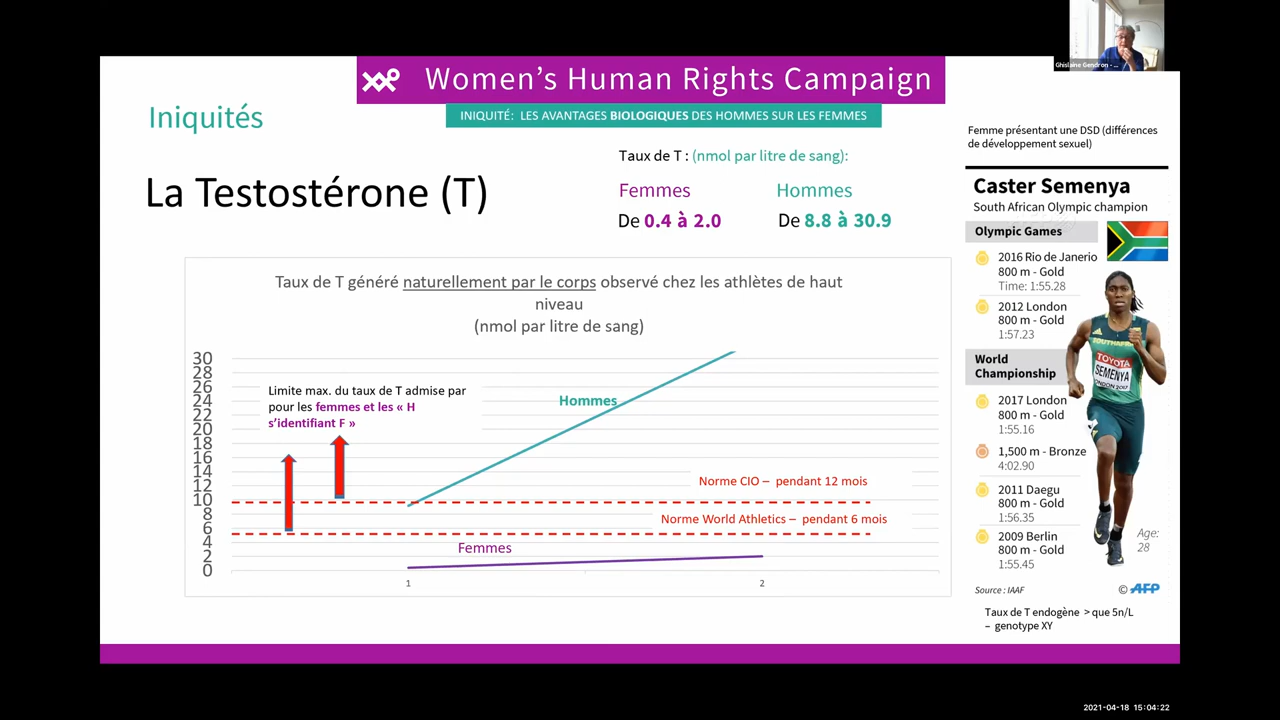 Ghislaine Gendron - ...
Women's Human Rights Campaign
INIQUITÉ: LES AVANTAGES BIOLOGIQUES DES HOMMES SUR LES FEMMES
Iniquités
La Testostérone (T)
Taux de T : (nmol par litre de sang):
Femmes
Hommes
De 0.4 à 2.0
De 8.8 à 30.9
Taux de T généré naturellement par le corps observé chez les athlètes de haut
niveau
(nmol par litre de sang)
30
28
26
24
22
20
18
16
14
12
10
8
6
4
2
0
Limite max. du taux de T admise par
pour les femmes et les « H
s'identifiant F »
Hommes
Norme CIO – pendant 12 mois
Norme World Athletics – pendant 6 mois
Femmes
1
2
Femme présentant une DSD (différences
de développement sexuel)
Caster Semenya
South African Olympic champion
Olympic Games
2016 Rio de Janerio
800 m - Gold
Time: 1:55.28
2012 London
800 m - Gold
1:57.23
World
Championship
2017 London
800 m - Gold
1:55.16
1,500 m - Bronze
4:02.90
2011 Daegu
800 m - Gold
1:56.35
2009 Berlin
800 m - Gold
1:55.45
SOUTH AFRICA
TOYOTA
SEMENYA
LONDON 2017
Age:
28
Source : IAAF
© AFP
Taux de T endogène > que 5n/L
– genotype XY
2021-04-18 15:04:22